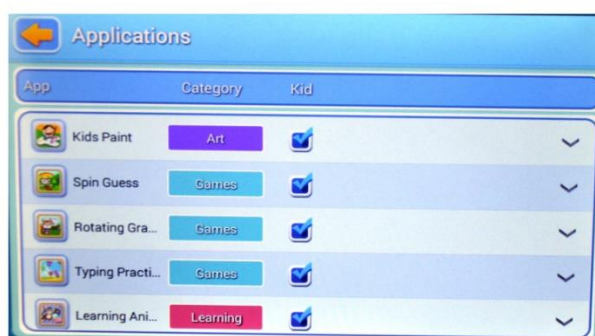 Applications
App Category Kid
Kids Paint Art
Spin Guess Games
Rotating Gra... Games
Typing Practi... Games
Learning Ani... Learning